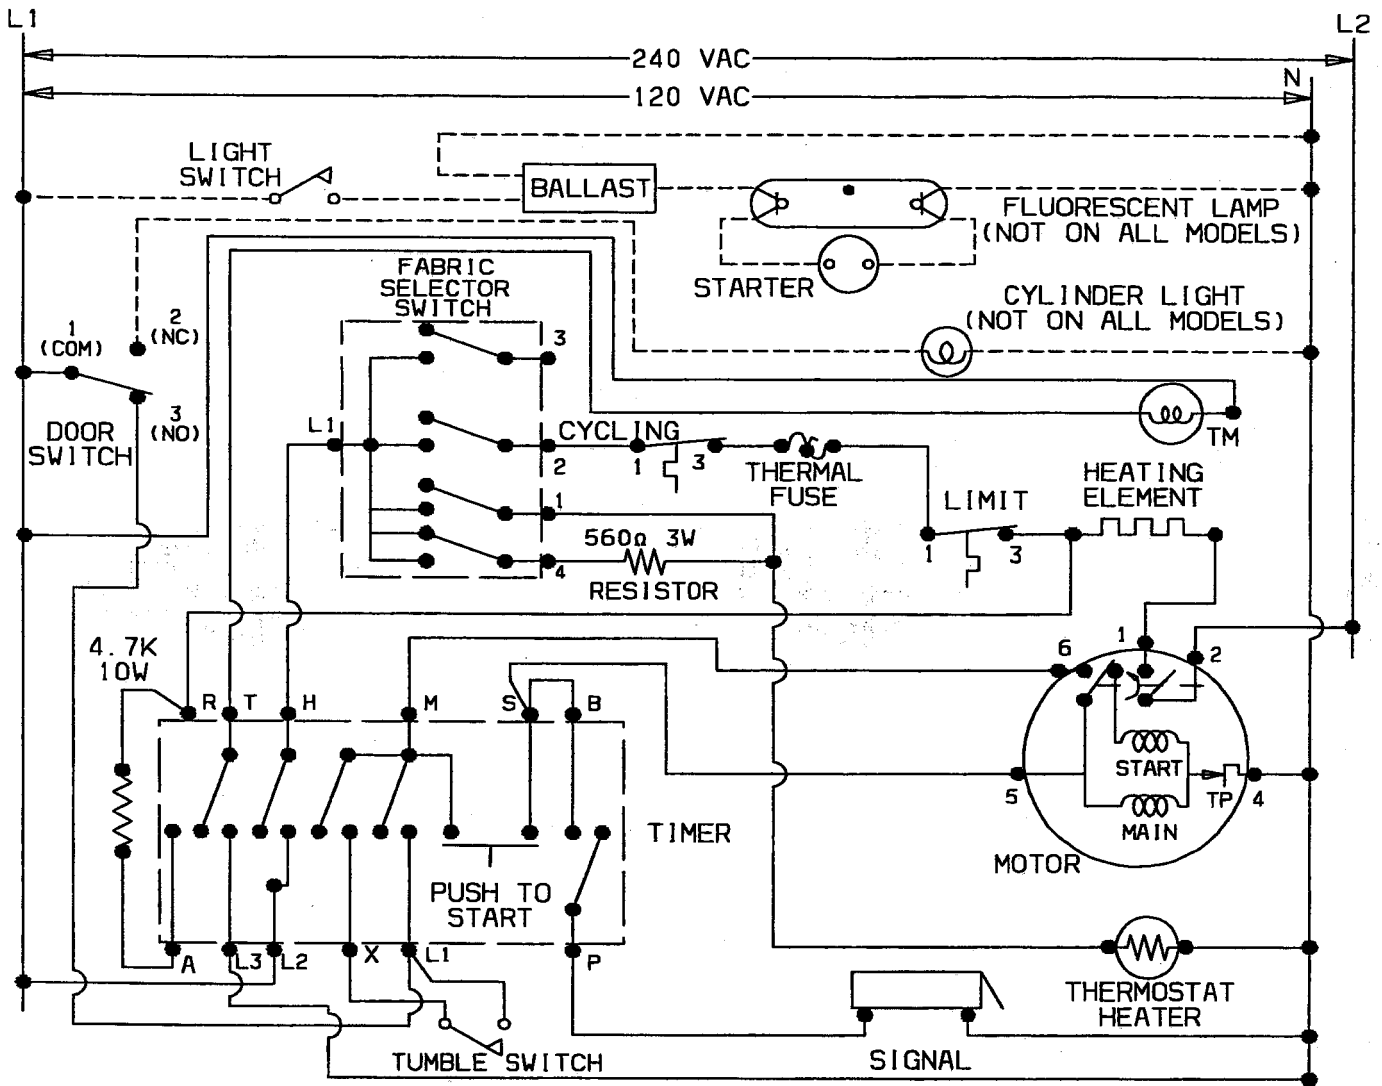 L1
L2
240 VAC
N
120 VAC
LIGHT
SWITCH
BALLAST
FLUORESCENT LAMP
(NOT ON ALL MODELS)
STARTER
FABRIC
SELECTOR
SWITCH
CYLINDER LIGHT
(NOT ON ALL MODELS)
1
(COM)
2
(NC)
3
(NO)
DOOR
SWITCH
3
L1
CYCLING
2
1
3
THERMAL
FUSE
TM
HEATING
ELEMENT
LIMIT
1
3
1
560Ω 3W
RESISTOR
4
4.7K
10W
6
1
2
R
T
H
M
S
B
START
TP
4
5
MAIN
MOTOR
TIMER
PUSH TO
START
A
L3
L2
X
L1
P
THERMOSTAT
HEATER
TUMBLE SWITCH
SIGNAL